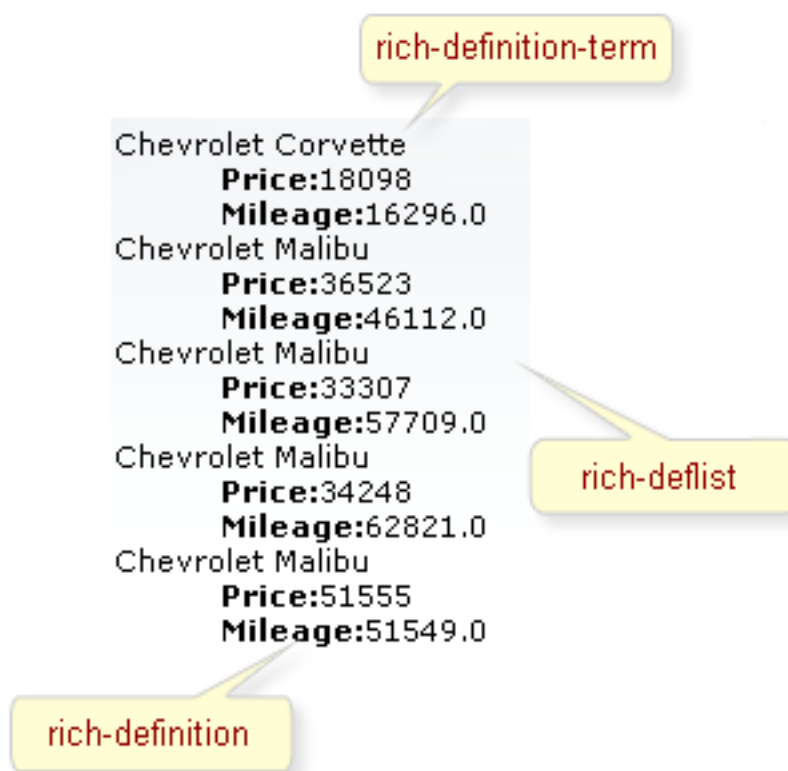 rich-definition-term
Chevrolet Corvette
Price:18098
Mileage:16296.0
Chevrolet Malibu
Price:36523
Mileage:46112.0
Chevrolet Malibu
Price:33307
Mileage:57709.0
Chevrolet Malibu
rich-deflist
Price:34248
Mileage:62821.0
Chevrolet Malibu
Price:51555
Mileage:51549.0
rich-definition